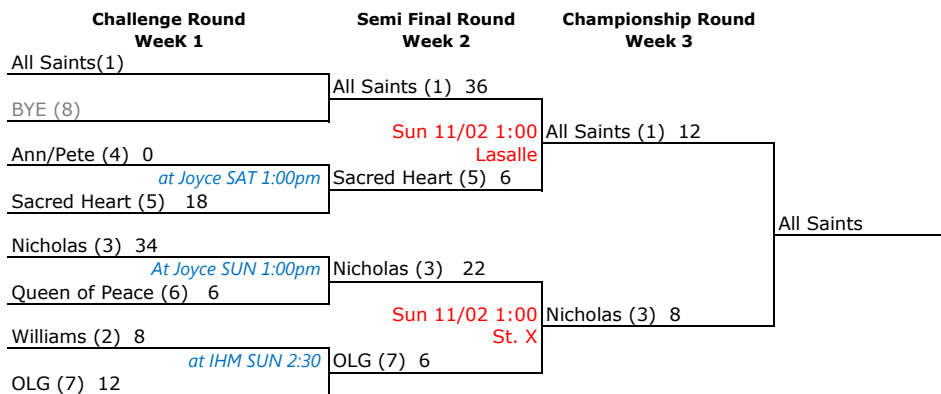 Challenge Round
WeeK 1
Semi Final Round
Week 2
Championship Round
Week 3
All Saints(1)
BYE (8)
All Saints (1) 36
Sun 11/02 1:00
Lasalle
All Saints (1) 12
Ann/Pete (4) 0
at Joyce SAT 1:00pm
Sacred Heart (5) 6
Sacred Heart (5) 18
All Saints
Nicholas (3) 34
At Joyce SUN 1:00pm
Nicholas (3) 22
Queen of Peace (6) 6
Sun 11/02 1:00
St. X
Nicholas (3) 8
Williams (2) 8
at IHM SUN 2:30
OLG (7) 6
OLG (7) 12